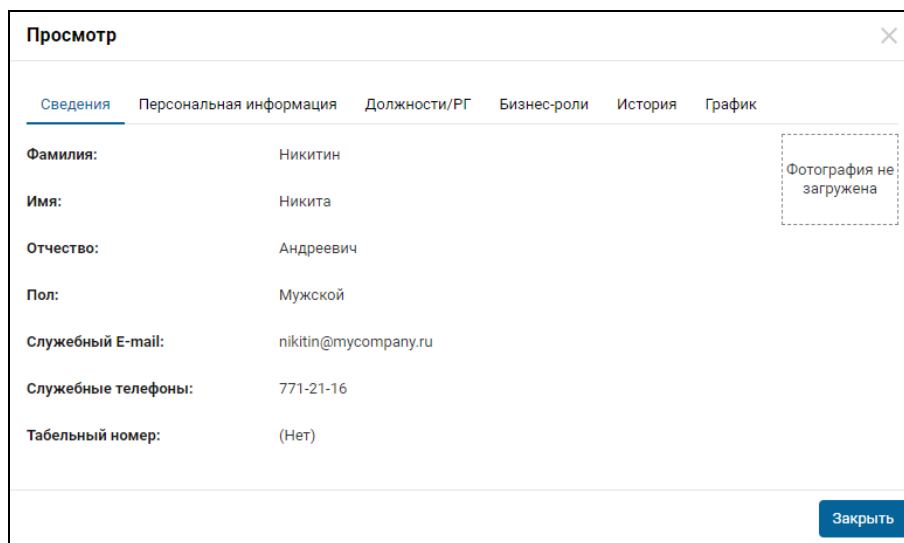 Просмотр
Сведения Персональная информация Должности/РГ Бизнес-роли История График
Фамилия: Никитин
Фотография не
загружена
Имя: Никита
Отчество: Андреевич
Пол: Мужской
Служебный E-mail: nikitin@mycompany.ru
Служебные телефоны: 771-21-16
Табельный номер: (Нет)
Закрыть